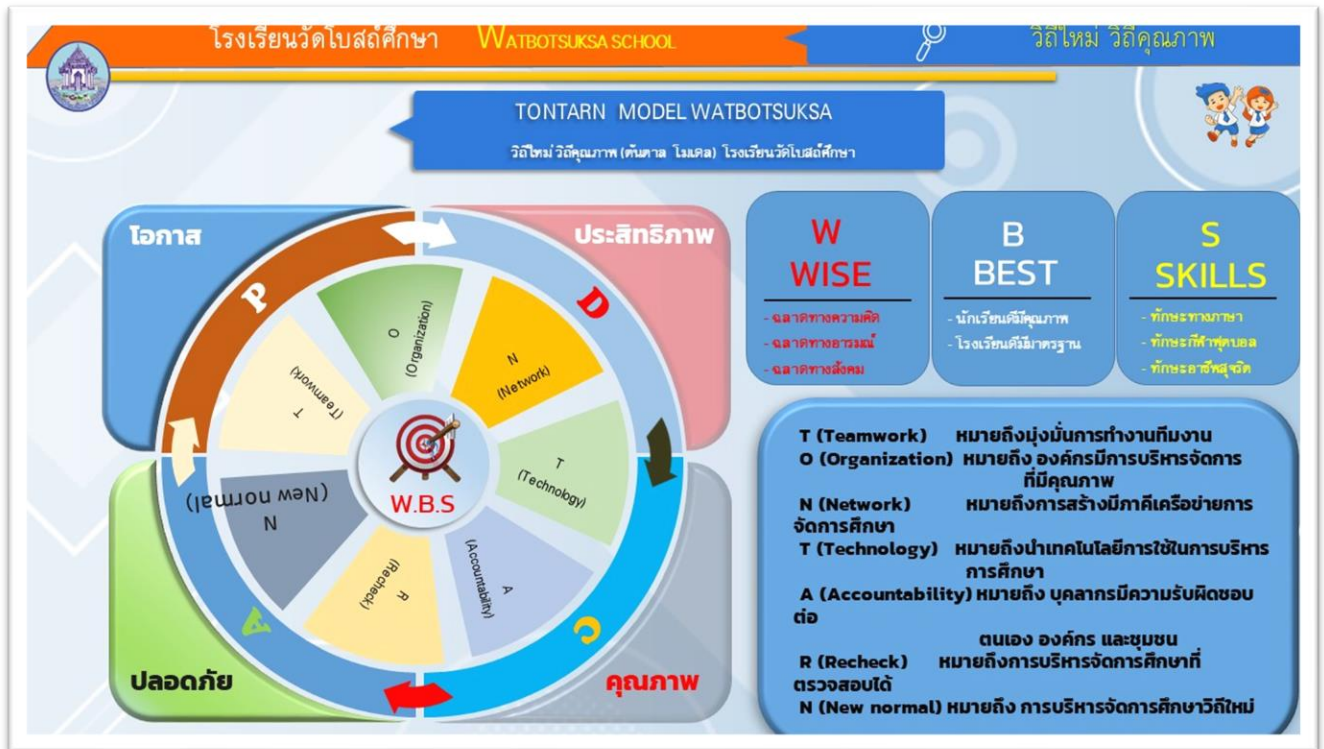 โรงเรียนวัดโบสถ์ศึกษา WATBOTSUKSA SCHOOL
วิถีใหม่ วิถีคุณภาพ
TONTARN MODEL WATBOTSUKSA
วิถีใหม่ วิถีคุณภาพ (ต้นตาล โมเดล) โรงเรียนวัดโบสถ์ศึกษา
โอกาส
ประสิทธิภาพ
P
D
C
A
O
(Organization)
N
(Network)
T
(Technology)
A
(Accountability)
R
(Recheck)
N
(New normal)
T
(Teamwork)
W.B.S
ปลอดภัย
คุณภาพ
W
WISE
- ฉลาดทางความคิด
- ฉลาดทางอารมณ์
- ฉลาดทางสังคม
B
BEST
- นักเรียนดีมีคุณภาพ
- โรงเรียนดีมีมาตรฐาน
S
SKILLS
- ทักษะทางภาษา
- ทักษะกีฬาฟุตบอล
- ทักษะอาชีพสุจริต
T (Teamwork) หมายถึงมุ่งมั่นการทำงานทีมงาน
O (Organization) หมายถึง องค์กรมีการบริหารจัดการ
ที่มีคุณภาพ
N (Network) หมายถึงการสร้างมีภาคีเครือข่ายการ
จัดการศึกษา
T (Technology) หมายถึงนำเทคโนโลยีการใช้ในการบริหาร
การศึกษา
A (Accountability) หมายถึง บุคลากรมีความรับผิดชอบ
ต่อ
ตนเอง องค์กร และชุมชน
R (Recheck) หมายถึงการบริหารจัดการศึกษาที่
ตรวจสอบได้
N (New normal) หมายถึง การบริหารจัดการศึกษาวิถีใหม่